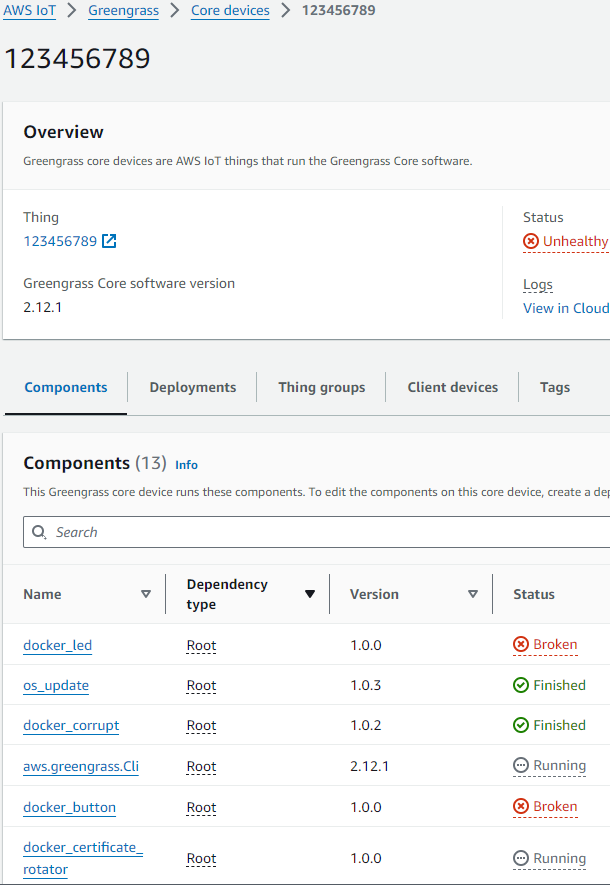 AWS IoT > Greengrass > Core devices > 123456789
123456789
Overview
Greengrass core devices are AWS IoT things that run the Greengrass Core software.
Thing
Status
123456789
Unhealthy
Greengrass Core software version
Logs
2.12.1
View in Cloud
Components Deployments Thing groups Client devices Tags
Components (13) Info
This Greengrass core device runs these components. To edit the components on this core device, create a dep
Search
Name Dependency type Version Status
docker_led Root 1.0.0 Broken
os_update Root 1.0.3 Finished
docker_corrupt Root 1.0.2 Finished
aws.greengrass.Cli Root 2.12.1 Running
docker_button Root 1.0.0 Broken
docker_certificate_
rotator Root 1.0.0 Running